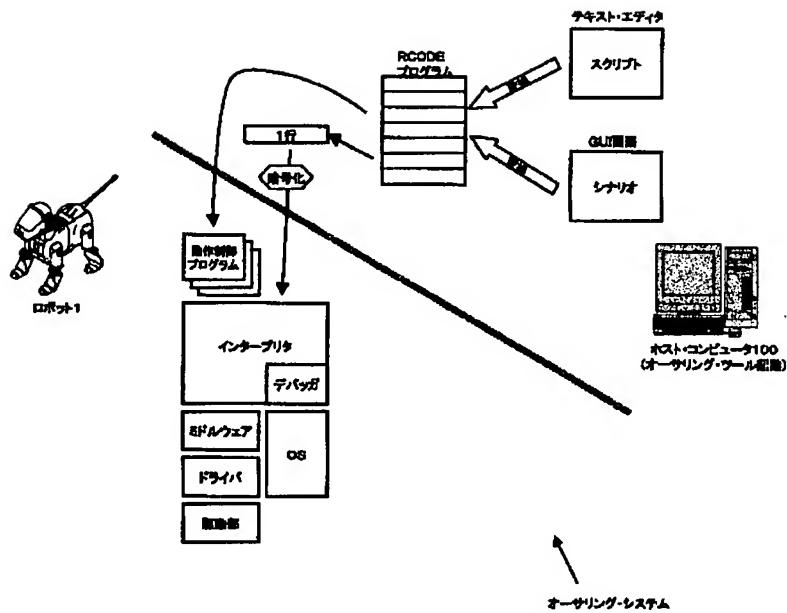 テキスト・エディタ
スクリプト
RCODE
プログラム
変換
1行
暗号化
GUI画面
シナリオ
変換
動作制御
プログラム
ロボット1
インタープリタ
デバッガ
ミドルウェア
OS
ドライバ
駆動部
ホスト・コンピュータ100
(オーサリング・ツール起動)
オーサリング・システム